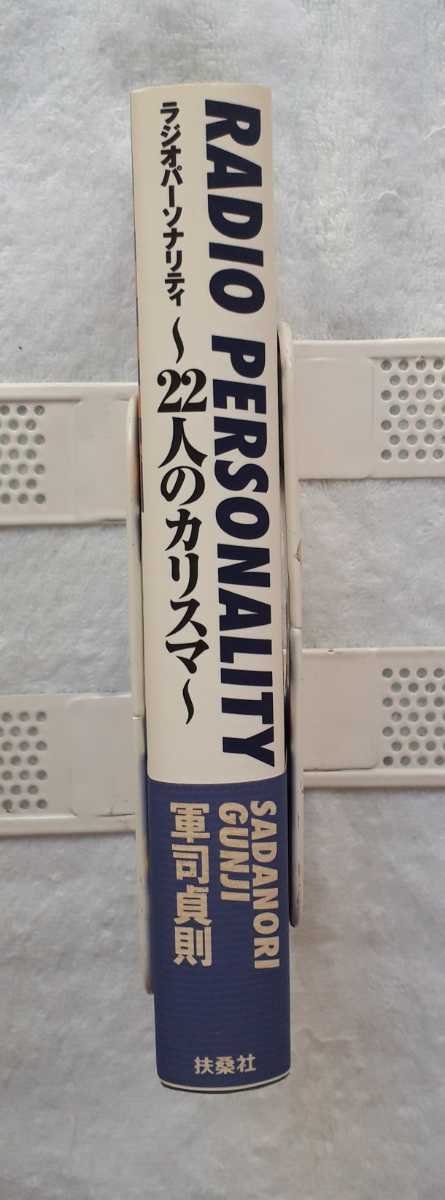 RADIO PERSONALITY
ラジオパーソナリティ
～22人のカリスマ～
SADANORI
GUNJI
軍司貞則
扶桑社